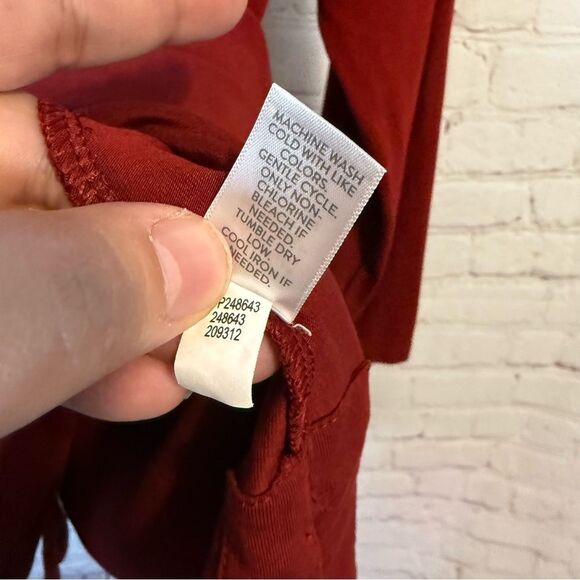 MACHINE WASH
COLD WITH LIKE
COLORS.
GENTLE CYCLE.
ONLY NON-
CHLORINE
BLEACH IF
NEEDED.
TUMBLE DRY
LOW.
COOL IRON IF
NEEDED.
P248643
248643
209312